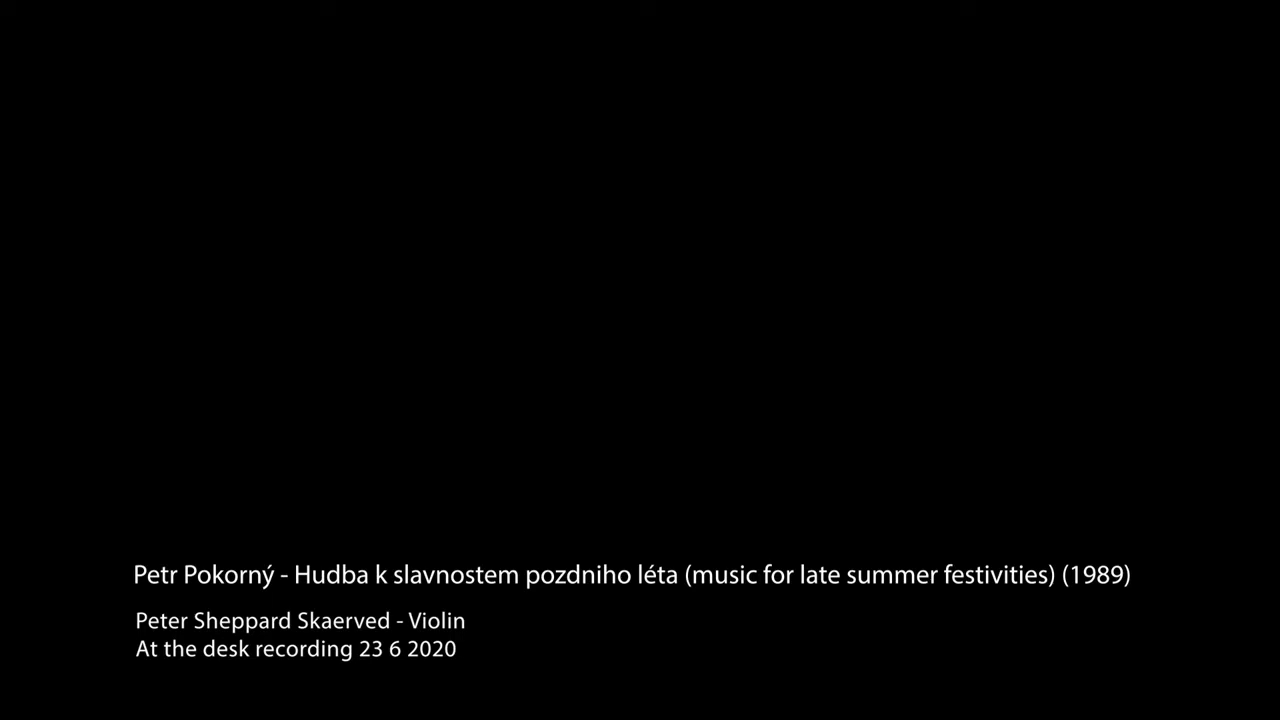 Petr Pokorný - Hudba k slavnostem pozdniho léta (music for late summer festivities) (1989)
Peter Sheppard Skaerved - Violin
At the desk recording 23 6 2020